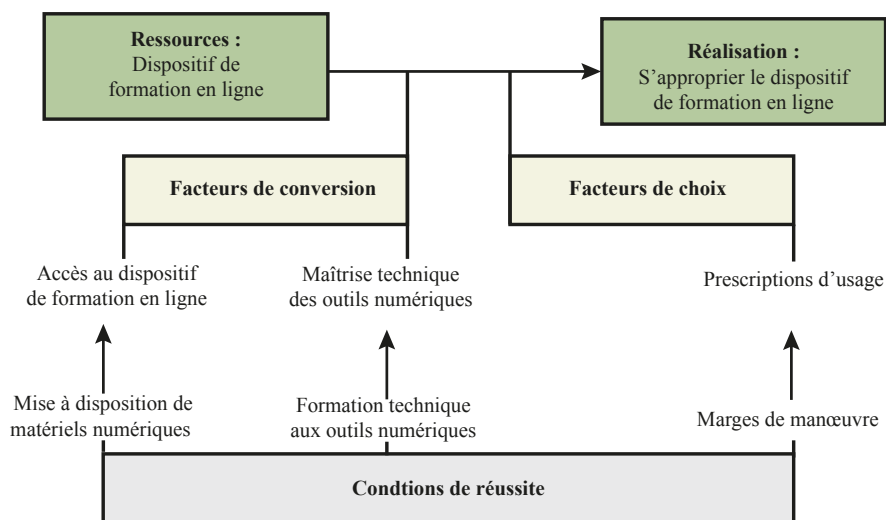 Ressources :
Dispositif de
formation en ligne
Réalisation :
S’approprier le dispositif
de formation en ligne
Facteurs de conversion
Facteurs de choix
Accès au dispositif
de formation en ligne
Maîtrise technique
des outils numériques
Prescriptions d’usage
Mise à disposition de
matériels numériques
Formation technique
aux outils numériques
Marges de manœuvre
Condtions de réussite